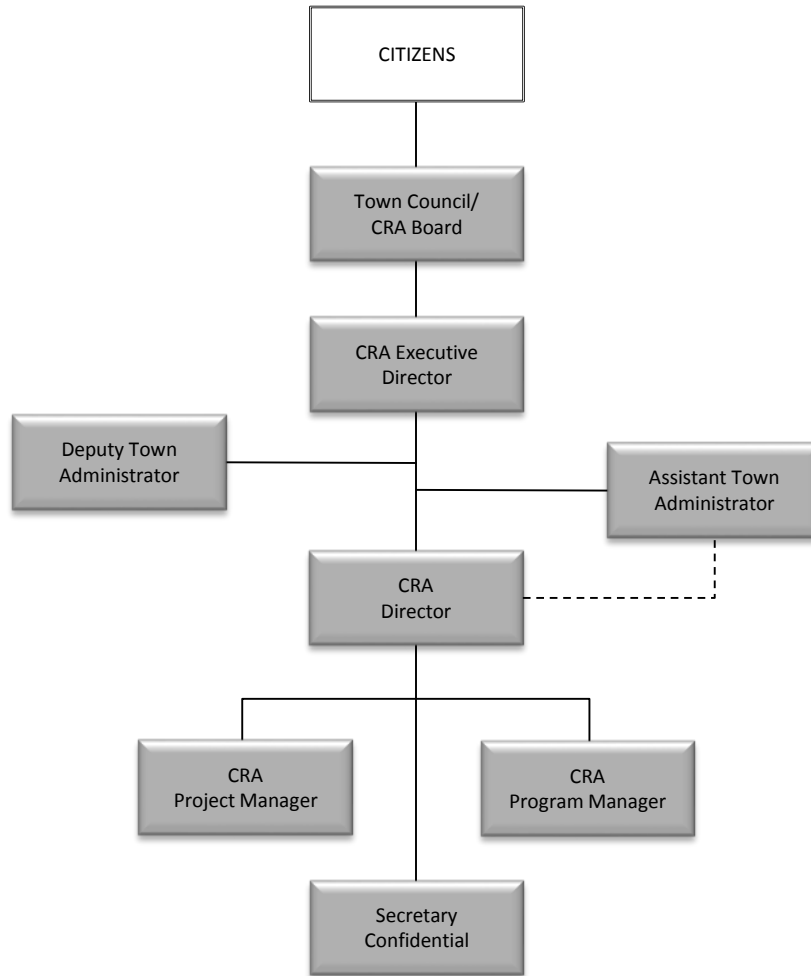 CITIZENS
Town Council/
CRA Board
CRA Executive
Director
Deputy Town
Administrator
Assistant Town
Administrator
CRA
Director
CRA
Project Manager
CRA
Program Manager
Secretary
Confidential